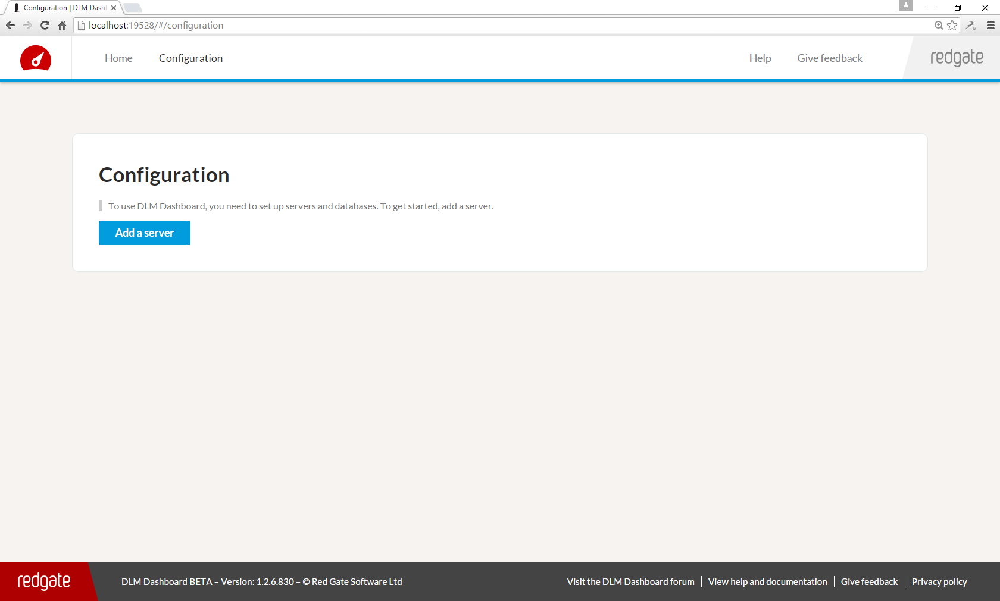 Configuration | DLM Dash
localhost:19528/#/configuration
Home Configuration Help Give feedback redgate
Configuration
To use DLM Dashboard, you need to set up servers and databases. To get started, add a server.
Add a server
redgate DLM Dashboard BETA – Version: 1.2.6.830 – © Red Gate Software Ltd Visit the DLM Dashboard forum View help and documentation Give feedback Privacy policy